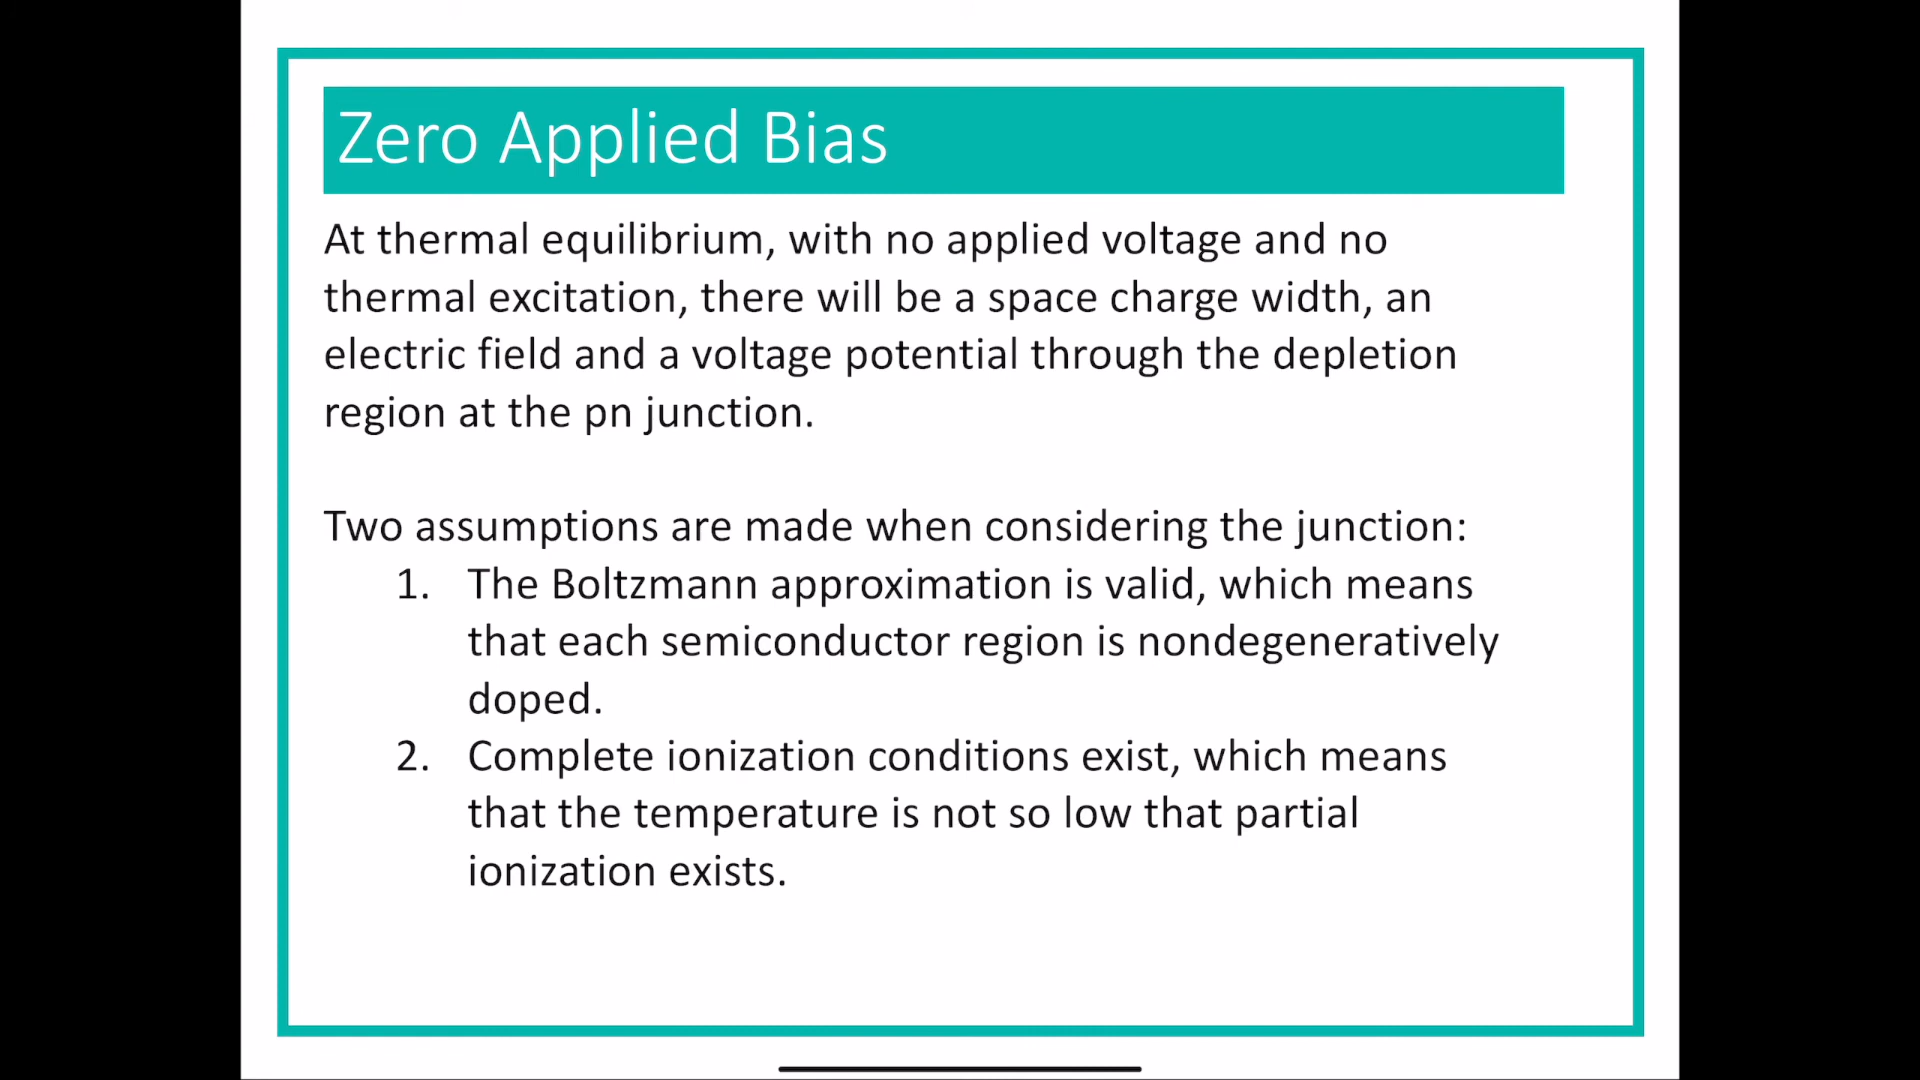 Zero Applied Bias
At thermal equilibrium, with no applied voltage and no
thermal excitation, there will be a space charge width, an
electric field and a voltage potential through the depletion
region at the pn junction.
Two assumptions are made when considering the junction:
1. The Boltzmann approximation is valid, which means
that each semiconductor region is nondegeneratively
doped.
2. Complete ionization conditions exist, which means
that the temperature is not so low that partial
ionization exists.